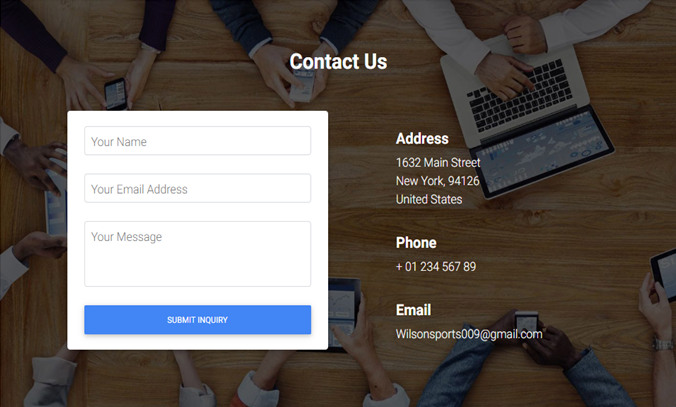 Contact Us
Your Name
Your Email Address
Your Message
SUBMIT INQUIRY
Address
1632 Main Street
New York, 94126
United States
Phone
+ 01 234 567 89
Email
Wilsonsports009@gmail.com